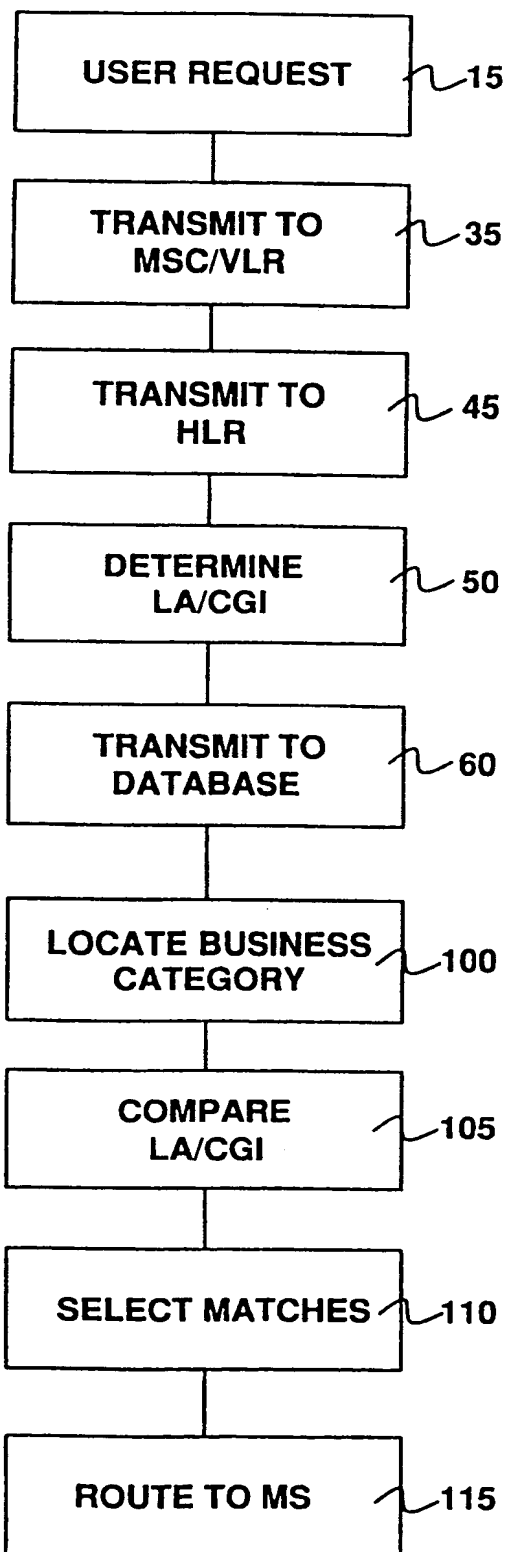 USER REQUEST
15
TRANSMIT TO
MSC/VLR
35
TRANSMIT TO
HLR
45
DETERMINE
LA/CGI
50
TRANSMIT TO
DATABASE
60
LOCATE BUSINESS
CATEGORY
100
COMPARE
LA/CGI
105
SELECT MATCHES
110
ROUTE TO MS
115